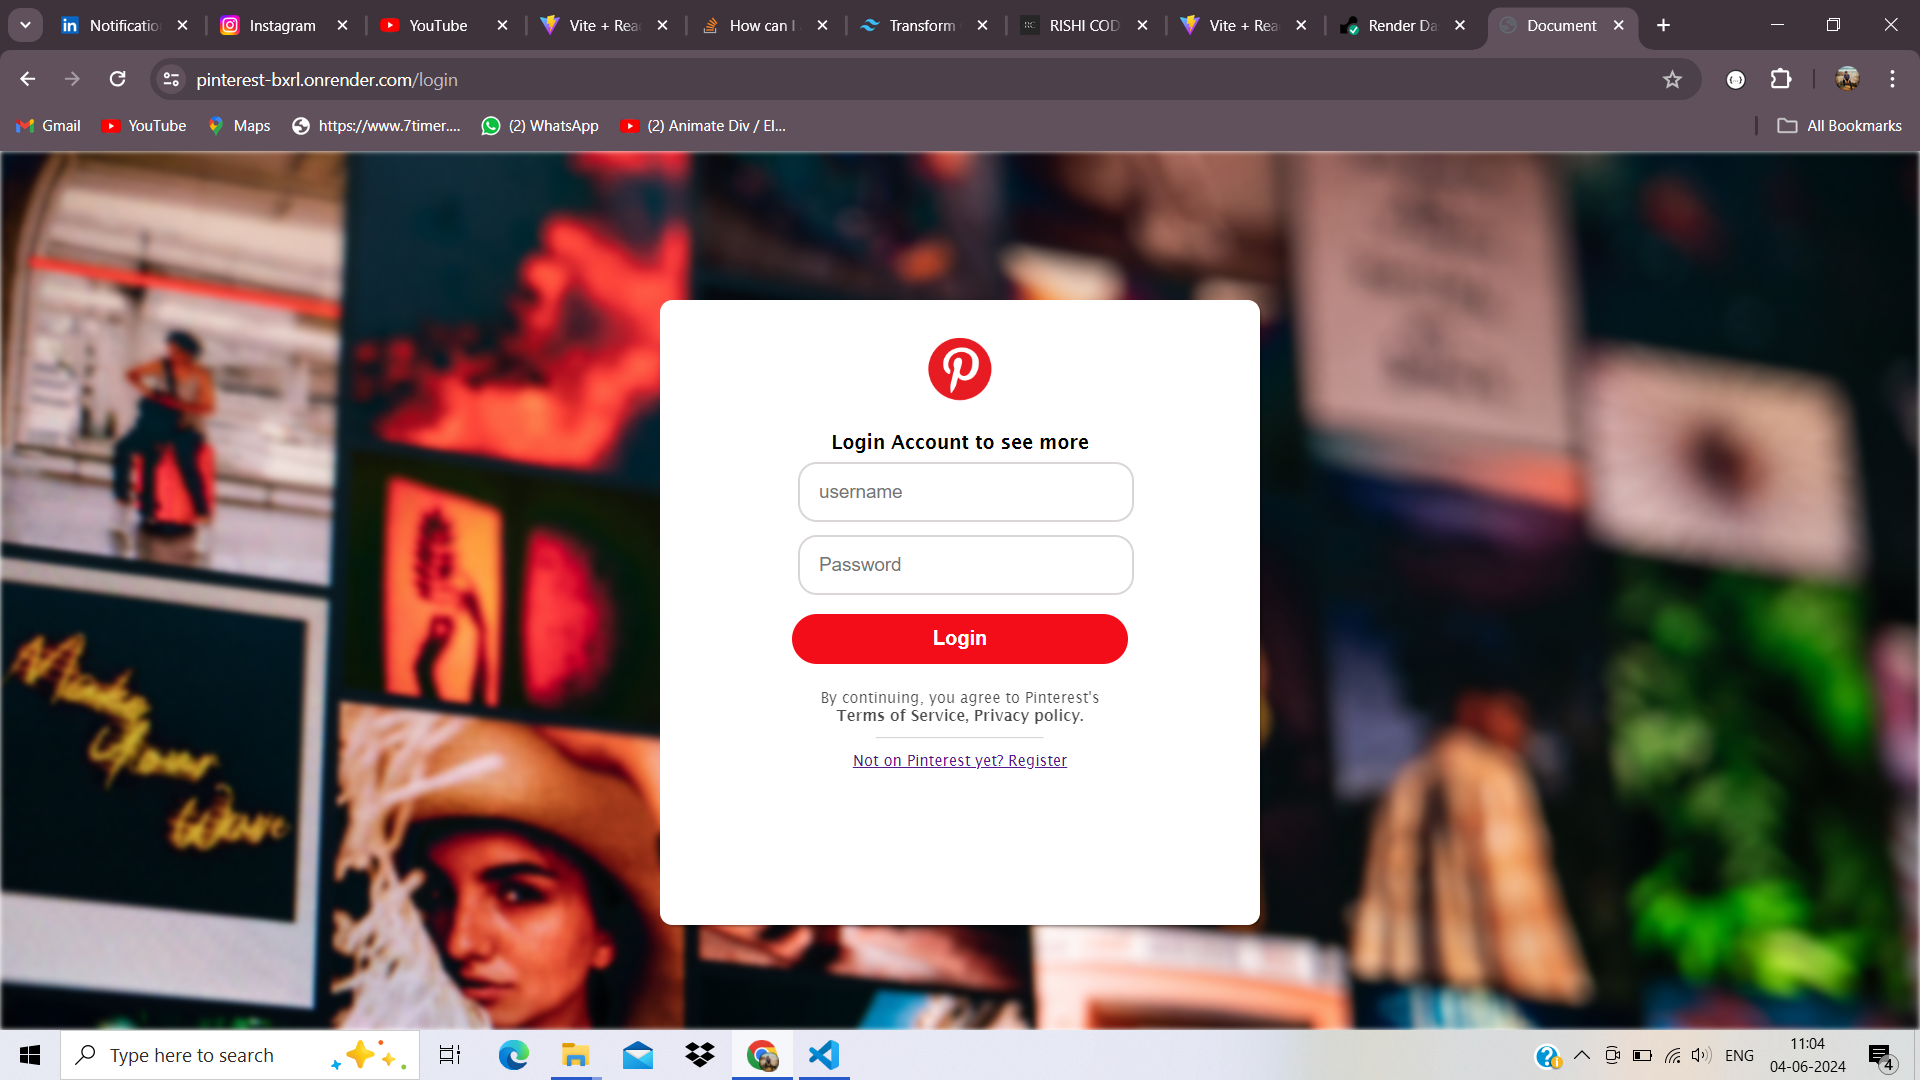 Notificatio
Instagram
YouTube
Vite + Rea
How can I
Transform
RISHI COD
Vite + Rea
Render Da
Document
pinterest-bxrl.onrender.com/login
Gmail
YouTube
Maps
https://www.7timer....
(2) WhatsApp
(2) Animate Div / El...
All Bookmarks
Login Account to see more
username
Password
Login
By continuing, you agree to Pinterest's
Terms of Service, Privacy policy.
Not on Pinterest yet? Register
Type here to search
ENG
11:04
04-06-2024
4